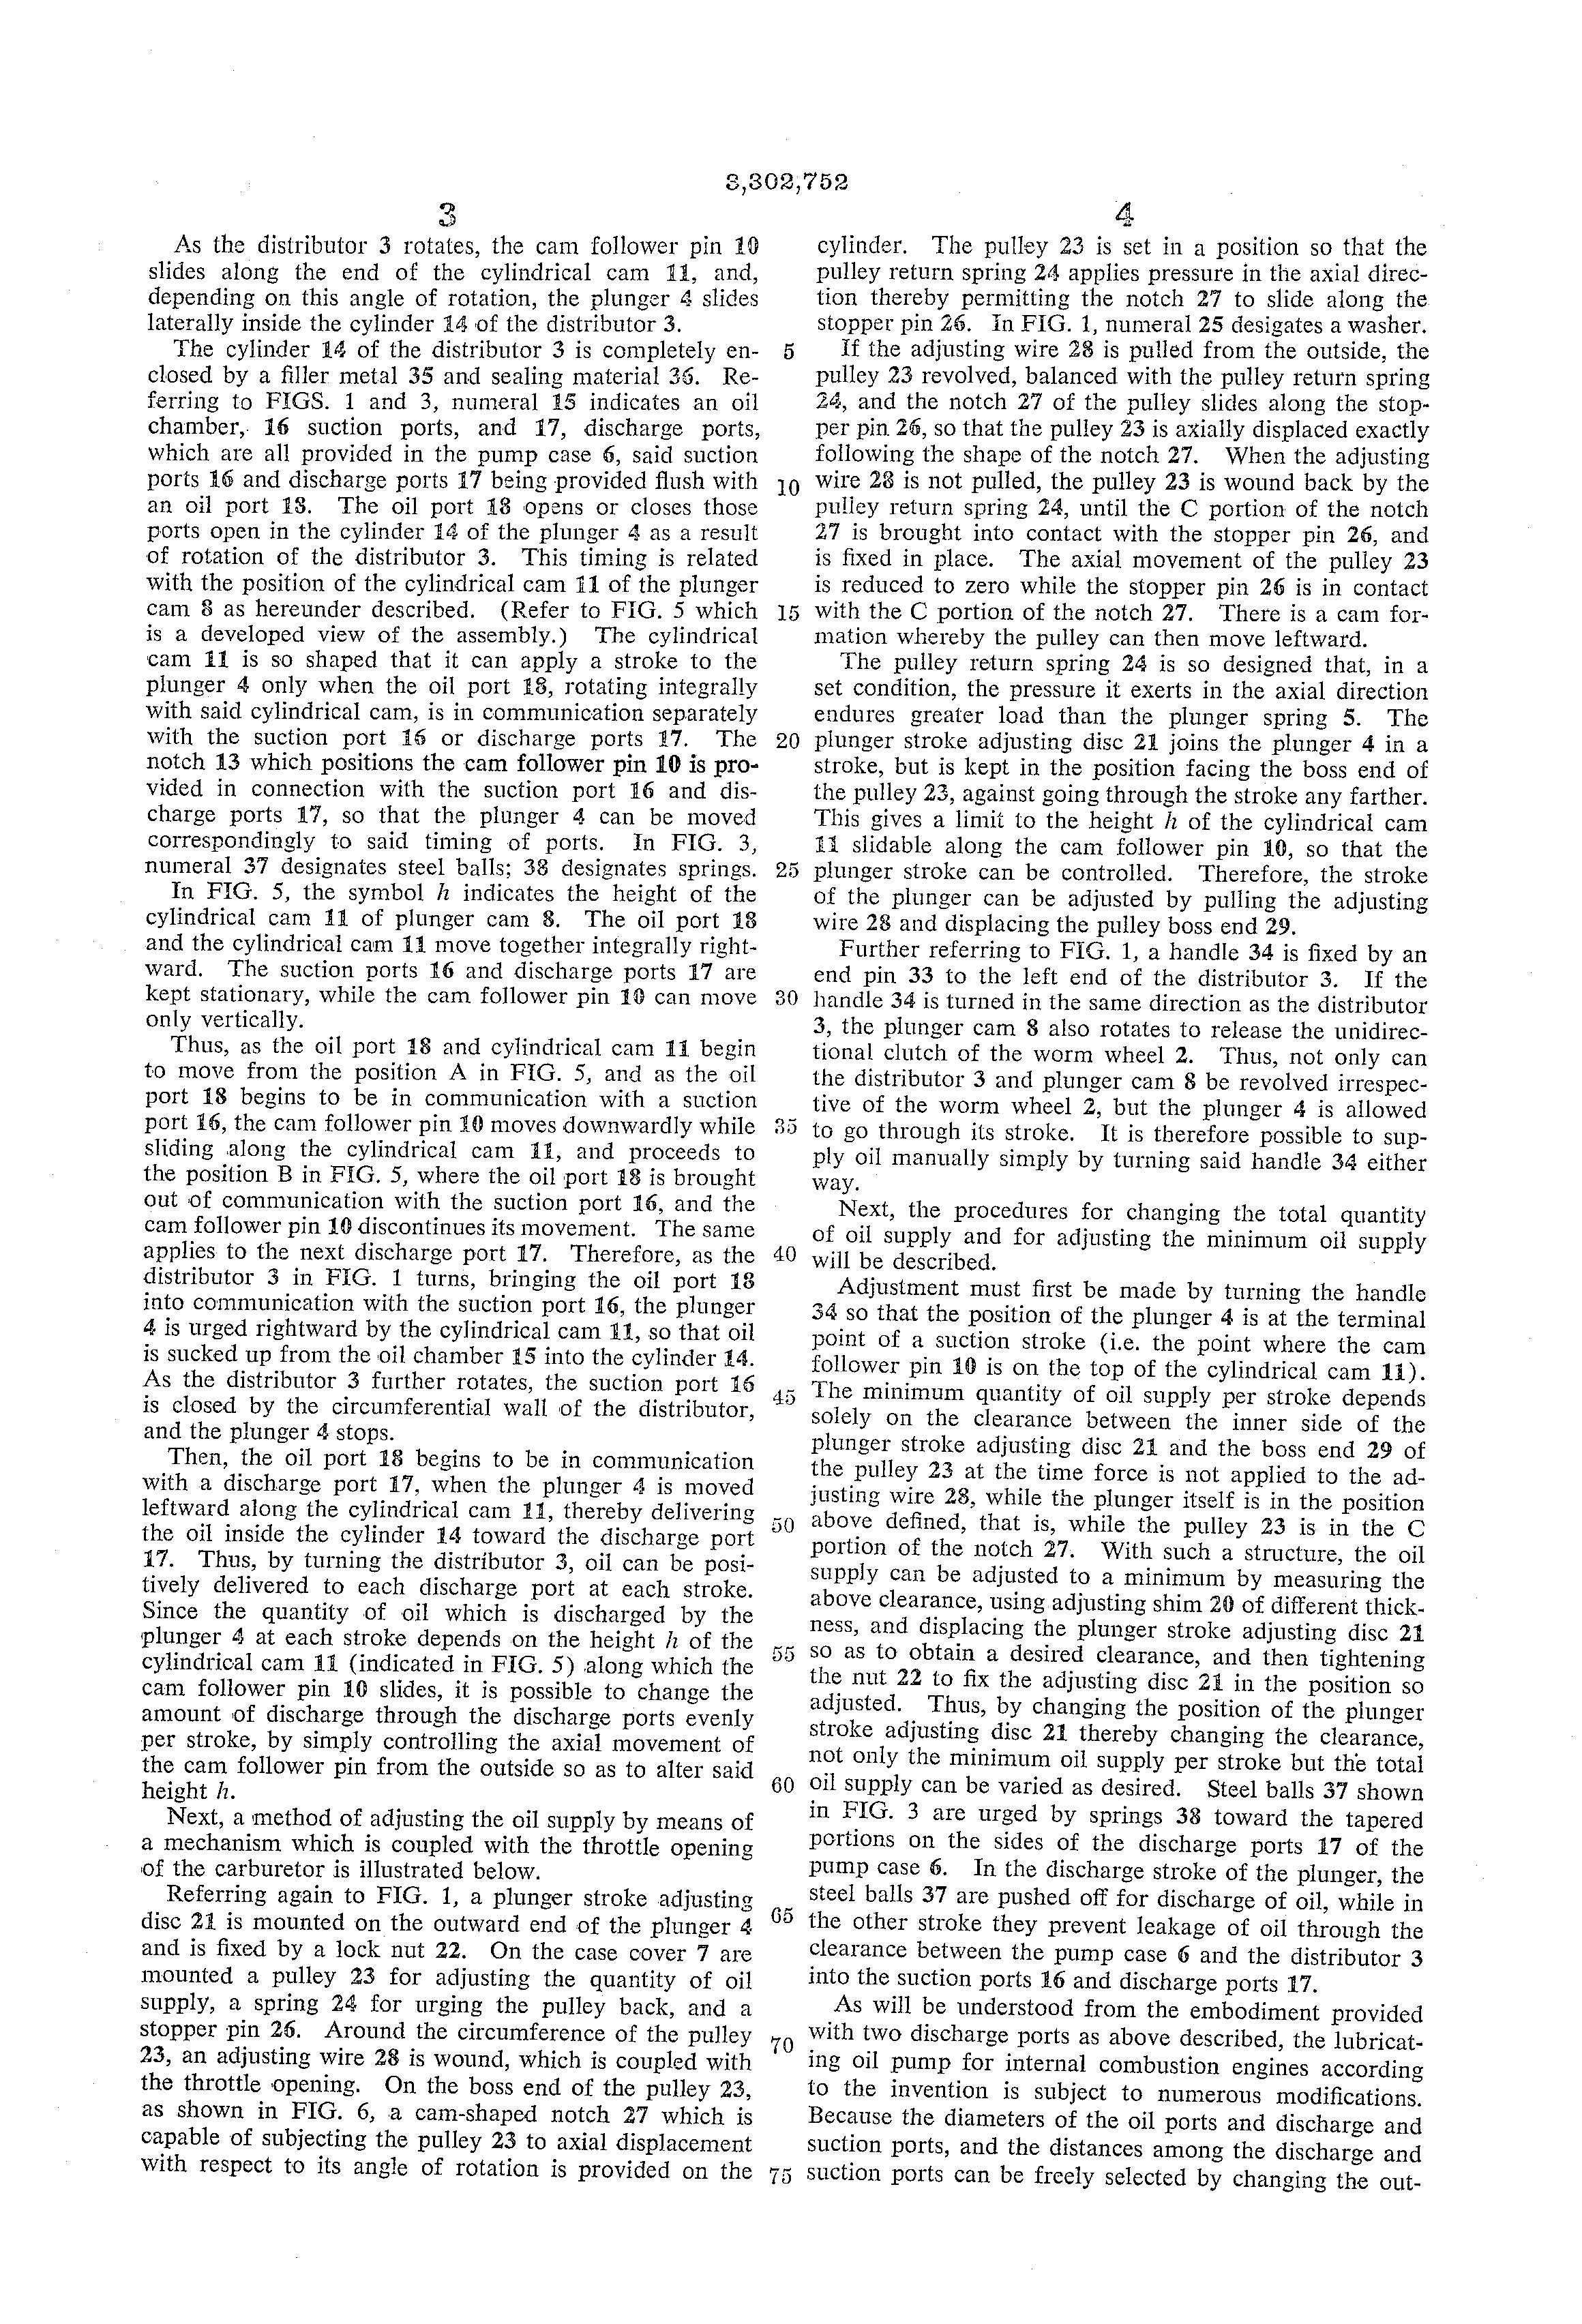 3,302,752
3
As the distributor 3 rotates, the cam follower pin 10
slides along the end of the cylindrical cam 11, and,
depending on this angle of rotation, the plunger 4 slides
laterally inside the cylinder 14 of the distributor 3.
The cylinder 14 of the distributor 3 is completely en-
closed by a filler metal 35 and sealing material 36. Re-
ferring to FIGS. 1 and 3, numeral 15 indicates an oil
chamber, 16 suction ports, and 17, discharge ports,
which are all provided in the pump case 6, said suction
ports 16 and discharge ports 17 being provided flush with
an oil port 18. The oil port 18 opens or closes those
ports open in the cylinder 14 of the plunger 4 as a result
of rotation of the distributor 3. This timing is related
with the position of the cylindrical cam 11 of the plunger
cam 8 as hereunder described. (Refer to FIG. 5 which
is a developed view of the assembly.) The cylindrical
cam 11 is so shaped that it can apply a stroke to the
plunger 4 only when the oil port 18, rotating integrally
with said cylindrical cam, is in communication separately
with the suction port 16 or discharge ports 17. The
notch 13 which positions the cam follower pin 10 is pro-
vided in connection with the suction port 16 and dis-
charge ports 17, so that the plunger 4 can be moved
correspondingly to said timing of ports. In FIG. 3,
numeral 37 designates steel balls; 38 designates springs.
In FIG. 5, the symbol h indicates the height of the
cylindrical cam 11 of plunger cam 8. The oil port 18
and the cylindrical cam 11 move together integrally right-
ward. The suction ports 16 and discharge ports 17 are
kept stationary, while the cam follower pin 10 can move
only vertically.
Thus, as the oil port 18 and cylindrical cam 11 begin
to move from the position A in FIG. 5, and as the oil
port 18 begins to be in communication with a suction
port 16, the cam follower pin 10 moves downwardly while
sliding along the cylindrical cam 11, and proceeds to
the position B in FIG. 5, where the oil port 18 is brought
out of communication with the suction port 16, and the
cam follower pin 10 discontinues its movement. The same
applies to the next discharge port 17. Therefore, as the
distributor 3 in FIG. 1 turns, bringing the oil port 18
into communication with the suction port 16, the plunger
4 is urged rightward by the cylindrical cam 11, so that oil
is sucked up from the oil chamber 15 into the cylinder 14.
As the distributor 3 further rotates, the suction port 16
is closed by the circumferential wall of the distributor,
and the plunger 4 stops.
Then, the oil port 18 begins to be in communication
with a discharge port 17, when the plunger 4 is moved
leftward along the cylindrical cam 11, thereby delivering
the oil inside the cylinder 14 toward the discharge port
17. Thus, by turning the distributor 3, oil can be posi-
tively delivered to each discharge port at each stroke.
Since the quantity of oil which is discharged by the
plunger 4 at each stroke depends on the height h of the
cylindrical cam 11 (indicated in FIG. 5) along which the
cam follower pin 10 slides, it is possible to change the
amount of discharge through the discharge ports evenly
per stroke, by simply controlling the axial movement of
the cam follower pin from the outside so as to alter said
height h.
Next, a method of adjusting the oil supply by means of
a mechanism which is coupled with the throttle opening
of the carburetor is illustrated below.
Referring again to FIG. 1, a plunger stroke adjusting
disc 21 is mounted on the outward end of the plunger 4
and is fixed by a lock nut 22. On the case cover 7 are
mounted a pulley 23 for adjusting the quantity of oil
supply, a spring 24 for urging the pulley back, and a
stopper pin 26. Around the circumference of the pulley
23, an adjusting wire 28 is wound, which is coupled with
the throttle opening. On the boss end of the pulley 23,
as shown in FIG. 6, a cam-shaped notch 27 which is
capable of subjecting the pulley 23 to axial displacement
with respect to its angle of rotation is provided on the
5
10
15
20
25
30
35
40
45
50
55
60
65
70
75
4
cylinder. The pulley 23 is set in a position so that the
pulley return spring 24 applies pressure in the axial direc-
tion thereby permitting the notch 27 to slide along the
stopper pin 26. In FIG. 1, numeral 25 desigates a washer.
If the adjusting wire 28 is pulled from the outside, the
pulley 23 revolved, balanced with the pulley return spring
24, and the notch 27 of the pulley slides along the stop-
per pin 26, so that the pulley 23 is axially displaced exactly
following the shape of the notch 27. When the adjusting
wire 28 is not pulled, the pulley 23 is wound back by the
pulley return spring 24, until the C portion of the notch
27 is brought into contact with the stopper pin 26, and
is fixed in place. The axial movement of the pulley 23
is reduced to zero while the stopper pin 26 is in contact
with the C portion of the notch 27. There is a cam for-
mation whereby the pulley can then move leftward.
The pulley return spring 24 is so designed that, in a
set condition, the pressure it exerts in the axial direction
endures greater load than the plunger spring 5. The
plunger stroke adjusting disc 21 joins the plunger 4 in a
stroke, but is kept in the position facing the boss end of
the pulley 23, against going through the stroke any farther.
This gives a limit to the height h of the cylindrical cam
11 slidable along the cam follower pin 10, so that the
plunger stroke can be controlled. Therefore, the stroke
of the plunger can be adjusted by pulling the adjusting
wire 28 and displacing the pulley boss end 29.
Further referring to FIG. 1, a handle 34 is fixed by an
end pin 33 to the left end of the distributor 3. If the
handle 34 is turned in the same direction as the distributor
3, the plunger cam 8 also rotates to release the unidirec-
tional clutch of the worm wheel 2. Thus, not only can
the distributor 3 and plunger cam 8 be revolved irrespec-
tive of the worm wheel 2, but the plunger 4 is allowed
to go through its stroke. It is therefore possible to sup-
ply oil manually simply by turning said handle 34 either
way.
Next, the procedures for changing the total quantity
of oil supply and for adjusting the minimum oil supply
will be described.
Adjustment must first be made by turning the handle
34 so that the position of the plunger 4 is at the terminal
point of a suction stroke (i.e. the point where the cam
follower pin 10 is on the top of the cylindrical cam 11).
The minimum quantity of oil supply per stroke depends
solely on the clearance between the inner side of the
plunger stroke adjusting disc 21 and the boss end 29 of
the pulley 23 at the time force is not applied to the ad-
justing wire 28, while the plunger itself is in the position
above defined, that is, while the pulley 23 is in the C
portion of the notch 27. With such a structure, the oil
supply can be adjusted to a minimum by measuring the
above clearance, using adjusting shim 20 of different thick-
ness, and displacing the plunger stroke adjusting disc 21
so as to obtain a desired clearance, and then tightening
the nut 22 to fix the adjusting disc 21 in the position so
adjusted. Thus, by changing the position of the plunger
stroke adjusting disc 21 thereby changing the clearance,
not only the minimum oil supply per stroke but the total
oil supply can be varied as desired. Steel balls 37 shown
in FIG. 3 are urged by springs 38 toward the tapered
portions on the sides of the discharge ports 17 of the
pump case 6. In the discharge stroke of the plunger, the
steel balls 37 are pushed off for discharge of oil, while in
the other stroke they prevent leakage of oil through the
clearance between the pump case 6 and the distributor 3
into the suction ports 16 and discharge ports 17.
As will be understood from the embodiment provided
with two discharge ports as above described, the lubricat-
ing oil pump for internal combustion engines according
to the invention is subject to numerous modifications.
Because the diameters of the oil ports and discharge and
suction ports, and the distances among the discharge and
suction ports can be freely selected by changing the out-